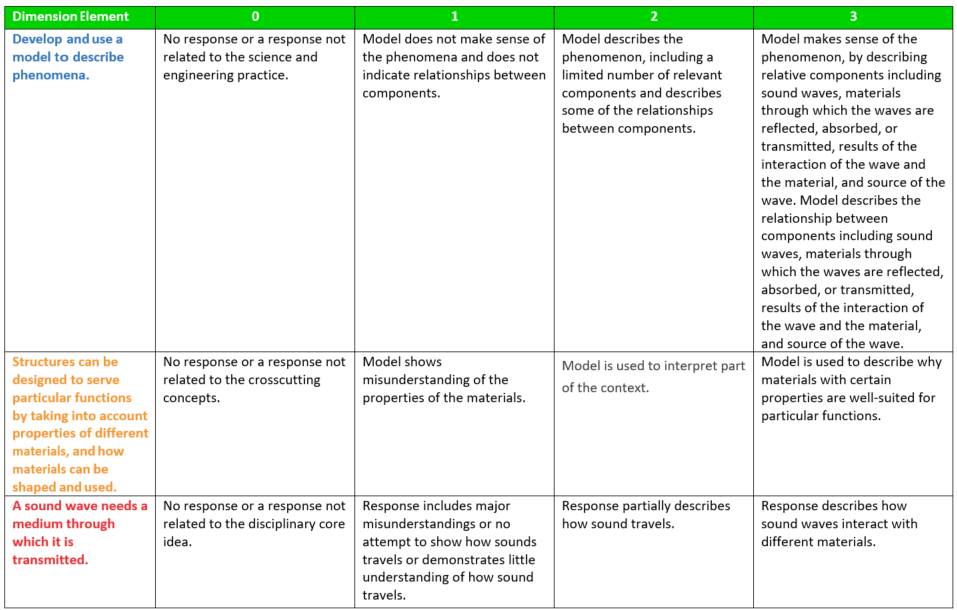 Dimension Element
0
1
2
3
Develop and use a
model to describe
phenomena.
No response or a response not
related to the science and
engineering practice.
Model does not make sense of
the phenomena and does not
indicate relationships between
components.
Model describes the
phenomenon, including a
limited number of relevant
components and describes
some of the relationships
between components.
Model makes sense of the
phenomenon, by describing
relative components including
sound waves, materials
through which the waves are
reflected, absorbed, or
transmitted, results of the
interaction of the wave and
the material, and source of the
wave. Model describes the
relationship between
components including sound
waves, materials through
which the waves are reflected,
absorbed, or transmitted,
results of the interaction of
the wave and the material,
and source of the wave.
Structures can be
designed to serve
particular functions
by taking into account
properties of different
materials, and how
materials can be
shaped and used.
No response or a response not
related to the crosscutting
concepts.
Model shows
misunderstanding of the
properties of the materials.
Model is used to interpret part
of the context.
Model is used to describe why
materials with certain
properties are well-suited for
particular functions.
A sound wave needs a
medium through
which it is
transmitted.
No response or a response not
related to the disciplinary core
idea.
Response includes major
misunderstandings or no
attempt to show how sounds
travels or demonstrates little
understanding of how sound
travels.
Response partially describes
how sound travels.
Response describes how
sound waves interact with
different materials.